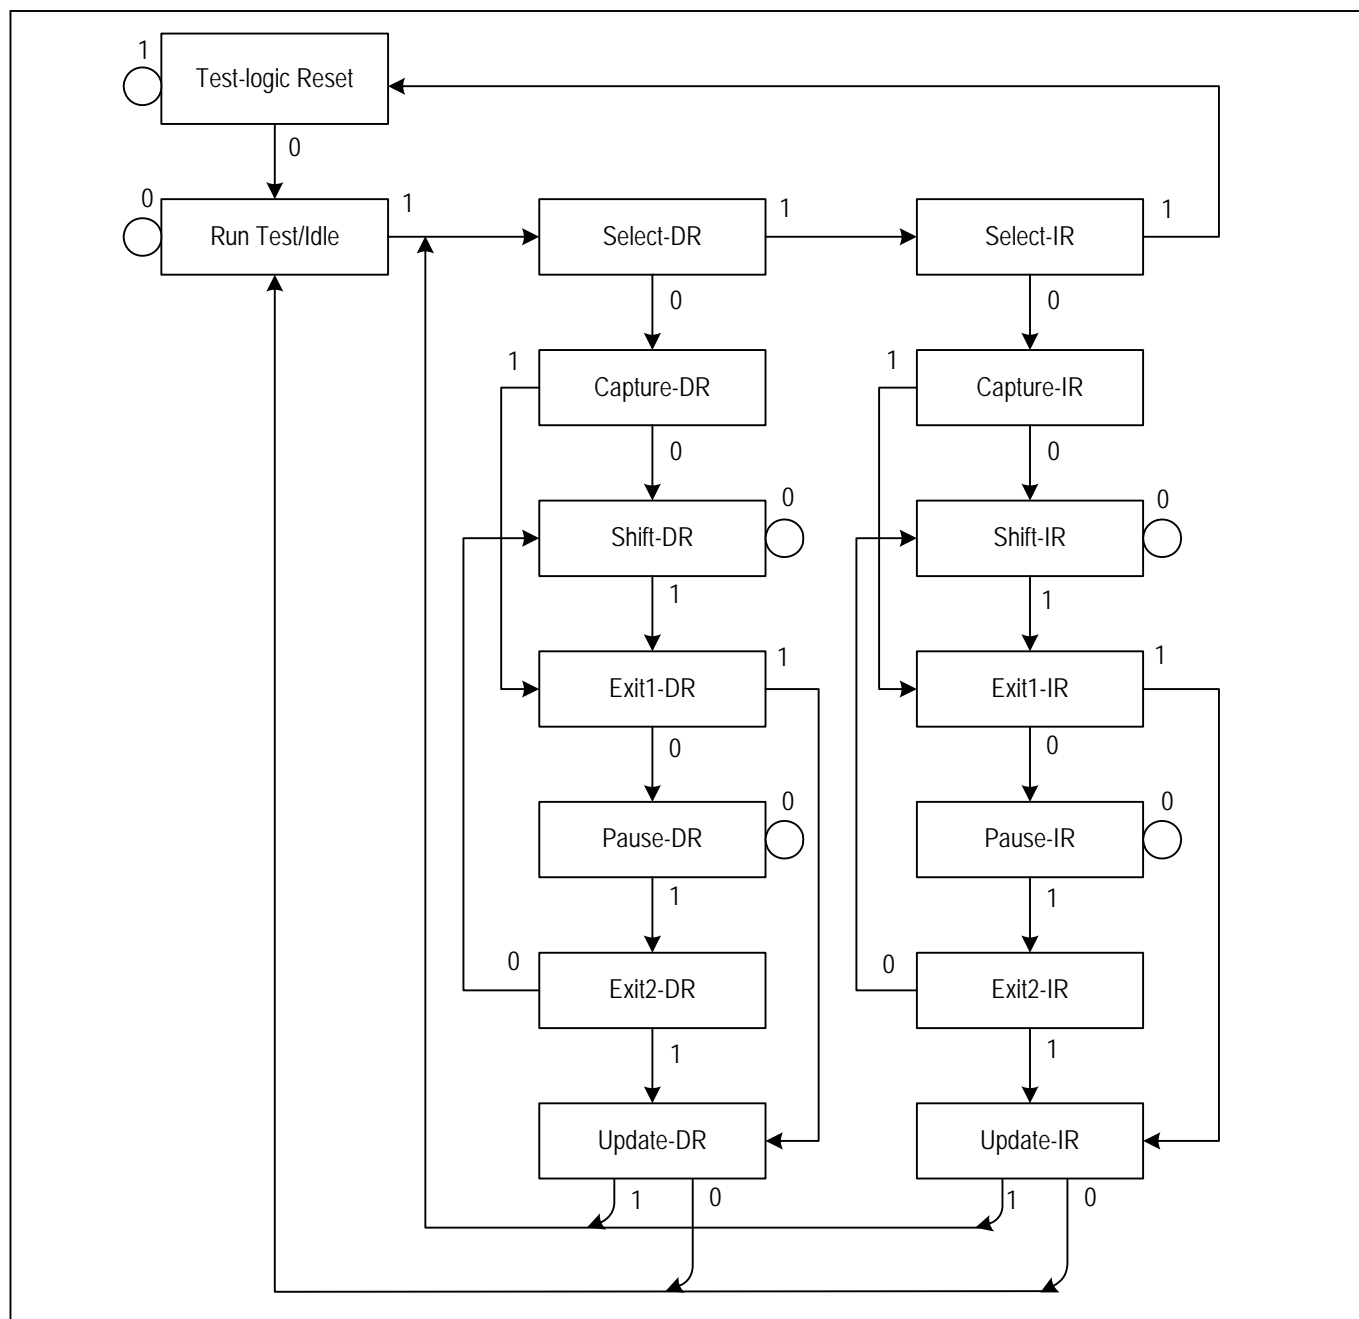 1
Test-logic Reset
0
0
Run Test/Idle
1
Select-DR
1
Select-IR
1
0
0
1
Capture-DR
1
Capture-IR
0
0
Shift-DR
0
Shift-IR
0
1
1
Exit1-DR
1
Exit1-IR
1
0
0
Pause-DR
0
Pause-IR
0
1
1
0
Exit2-DR
0
Exit2-IR
1
1
Update-DR
Update-IR
1
0
1
0